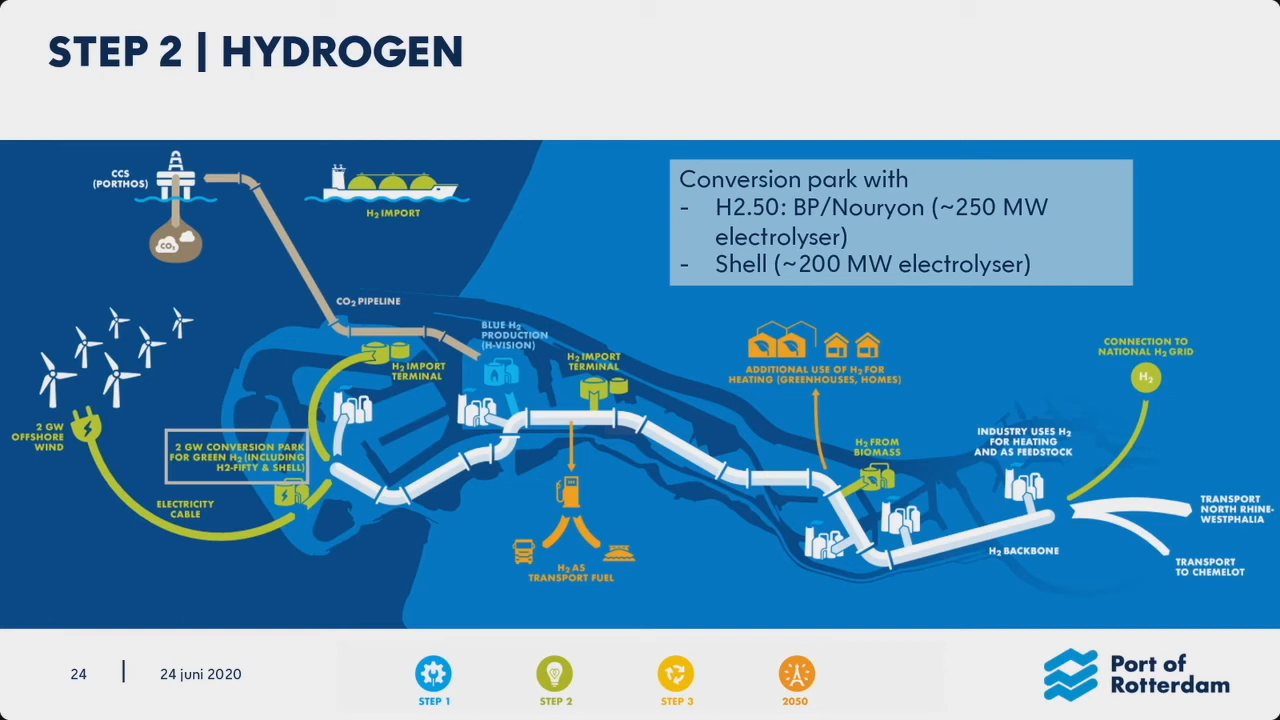 STEP 2 | HYDROGEN
CCS
(PORTHOS)
CO₂
H₂ IMPORT
Conversion park with
- H2.50: BP/Nouryon (~250 MW
electrolyser)
- Shell (~200 MW electrolyser)
CO₂ PIPELINE
BLUE H₂
PRODUCTION
(H-VISION)
H₂ IMPORT
TERMINAL
H₂ IMPORT
TERMINAL
ADDITIONAL USE OF H₂ FOR
HEATING (GREENHOUSES, HOMES)
CONNECTION TO
NATIONAL H₂ GRID
H₂
2 GW
OFFSHORE
WIND
2 GW CONVERSION PARK
FOR GREEN H₂ (INCLUDING
H2-FIFTY & SHELL)
ELECTRICITY
CABLE
H₂ FROM
BIOMASS
INDUSTRY USES H₂
FOR HEATING
AND AS FEEDSTOCK
H₂ AS
TRANSPORT FUEL
H₂ BACKBONE
TRANSPORT
NORTH RHINE-
WESTPHALIA
TRANSPORT
TO CHEMELOT
24 | 24 juni 2020
STEP 1
STEP 2
STEP 3
2050
Port of
Rotterdam